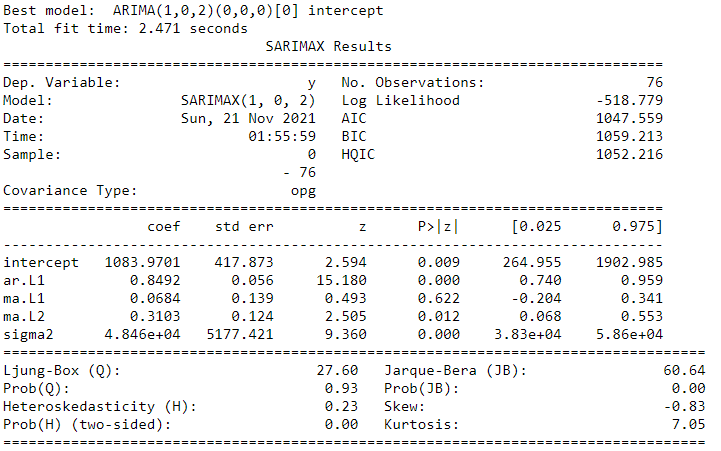 Best model:  ARIMA(1,0,2)(0,0,0)[0] intercept
Total fit time: 2.471 seconds
                               SARIMAX Results
==============================================================================
Dep. Variable:                      y   No. Observations:                   76
Model:               SARIMAX(1, 0, 2)   Log Likelihood                -518.779
Date:                Sun, 21 Nov 2021   AIC                           1047.559
Time:                        01:55:59   BIC                           1059.213
Sample:                             0   HQIC                          1052.216
                                 - 76
Covariance Type:                  opg
==============================================================================
                 coef    std err          z      P>|z|      [0.025      0.975]
------------------------------------------------------------------------------
intercept   1083.9701    417.873      2.594      0.009     264.955    1902.985
ar.L1          0.8492      0.056     15.180      0.000       0.740       0.959
ma.L1          0.0684      0.139      0.493      0.622      -0.204       0.341
ma.L2          0.3103      0.124      2.505      0.012       0.068       0.553
sigma2      4.846e+04   5177.421      9.360      0.000    3.83e+04    5.86e+04
===================================================================================
Ljung-Box (Q):                       27.60   Jarque-Bera (JB):                60.64
Prob(Q):                              0.93   Prob(JB):                         0.00
Heteroskedasticity (H):               0.23   Skew:                            -0.83
Prob(H) (two-sided):                  0.00   Kurtosis:                         7.05
===================================================================================